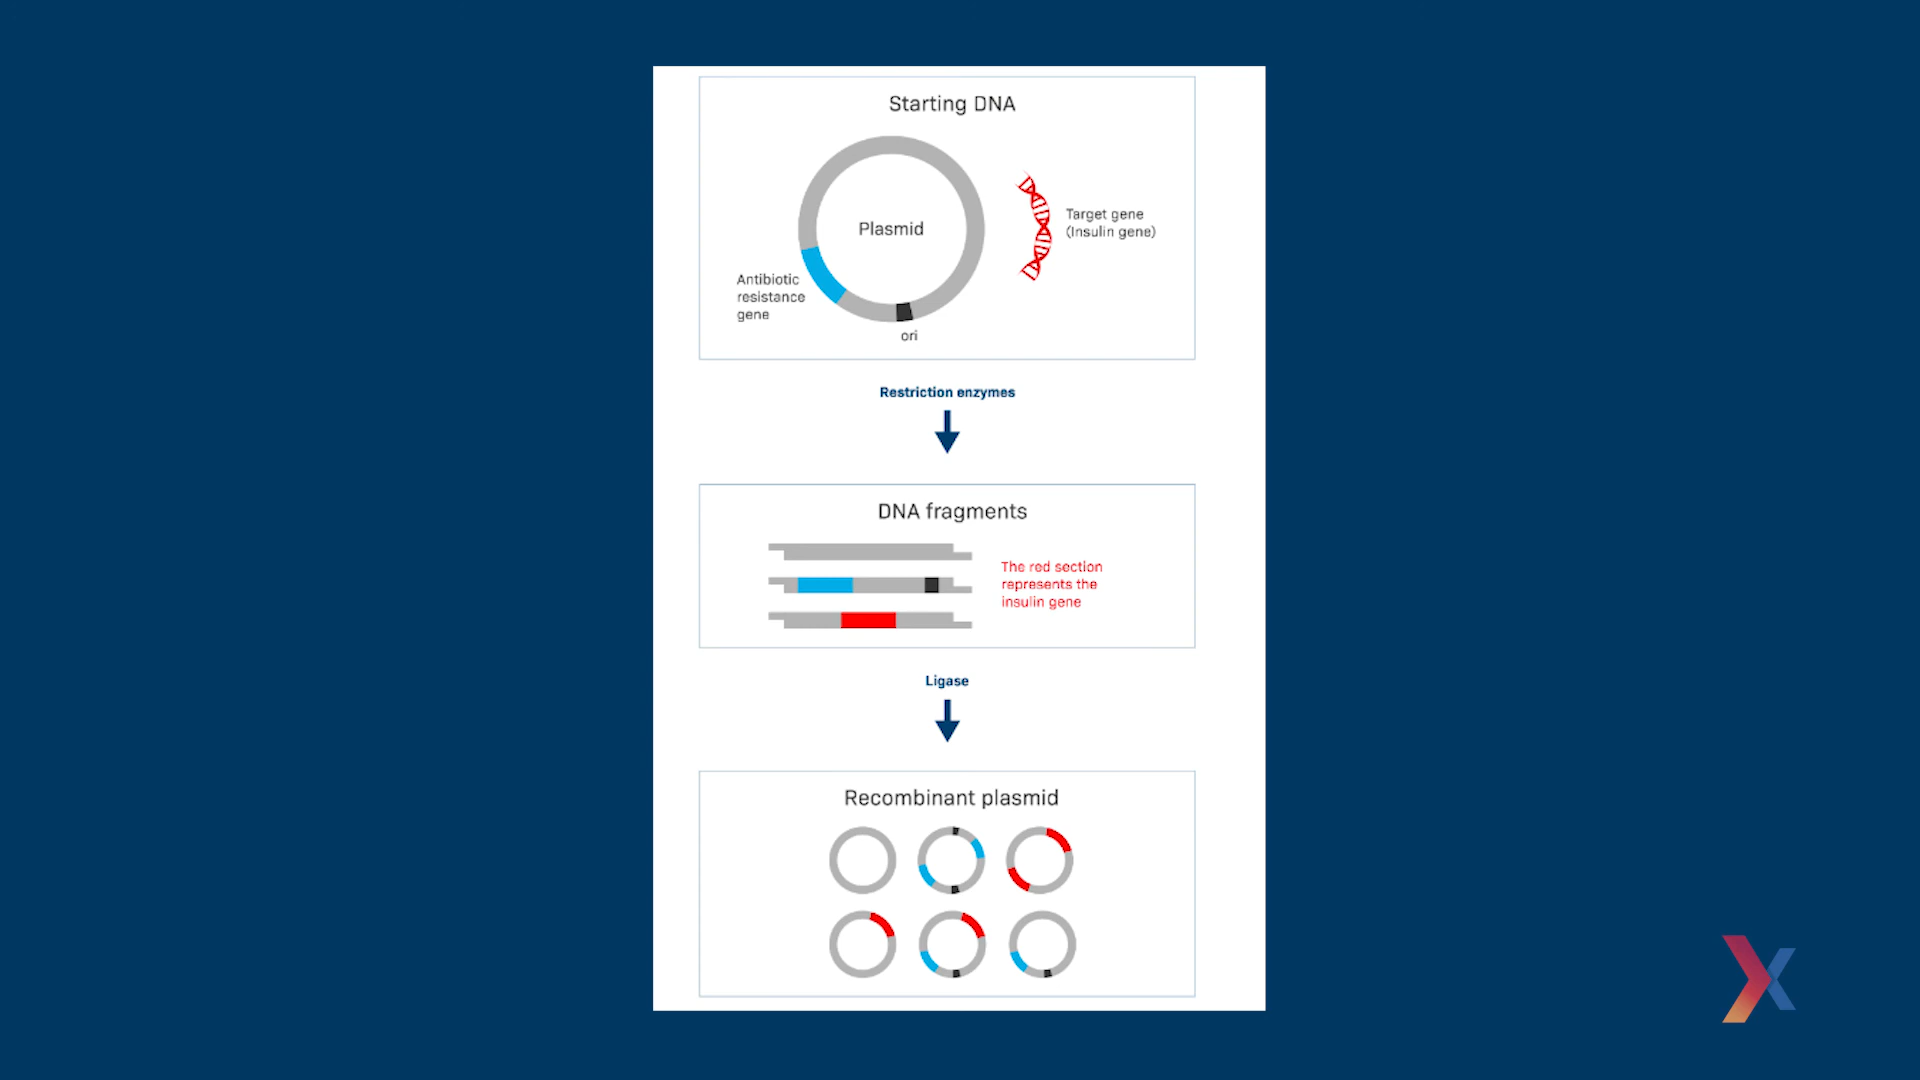 Starting DNA
Plasmid
Target gene
(Insulin gene)
Antibiotic
resistance
gene
ori
Restriction enzymes
DNA fragments
The red section
represents the
insulin gene
Ligase
Recombinant plasmid